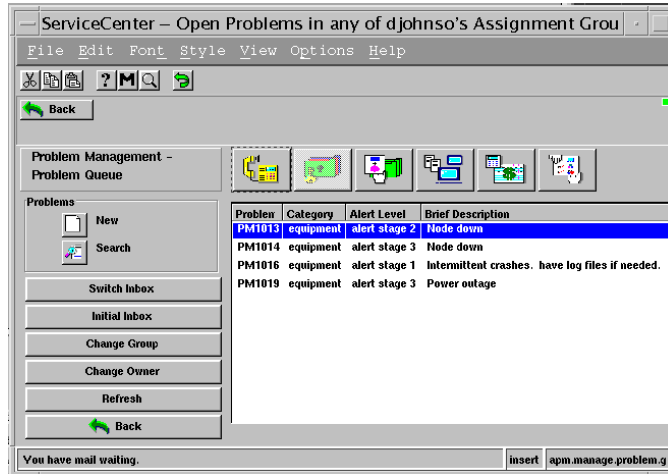 ServiceCenter – Open Problems in any of djohnso's Assignment Grou
File Edit Font Style View Options Help
? M
Back
Problem Management –
Problem Queue
Problems
New
Search
Switch Inbox
Initial Inbox
Change Group
Change Owner
Refresh
Back
Problem Category Alert Level Brief Description
PM1013 equipment alert stage 2 Node down
PM1014 equipment alert stage 3 Node down
PM1016 equipment alert stage 1 Intermittent crashes. have log files if needed.
PM1019 equipment alert stage 3 Power outage
You have mail waiting. insert apm.manage.problem.g